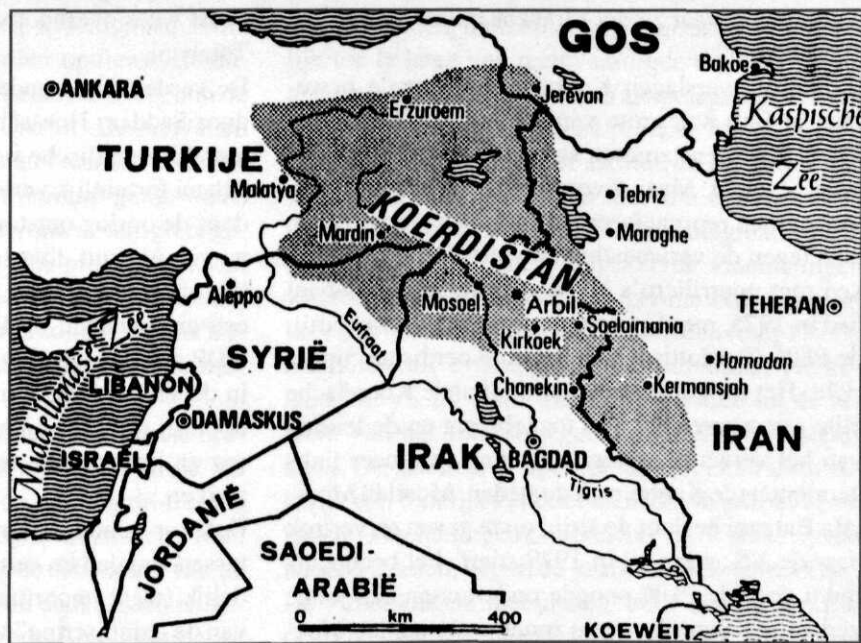 GOS
Bakoe
ANKARA
Erzuroem
Jerevan
Kaspische
Zee
TURKIJE
Malatya
Tebriz
KOERDISTAN
Mardin
Maraghe
Aleppo
Mosoel
Arbil
TEHERAN
Eufraat
Soelaimania
Kirkoek
SYRIË
Hamadan
Middellandse Zee
LIBANON
Chanekin
Kermansjah
DAMASKUS
IRAK
BAGDAD
IRAN
ISRAËL
Tigris
JORDANIË
SAOEDI-
ARABIË
0 km 400
KOEWEIT